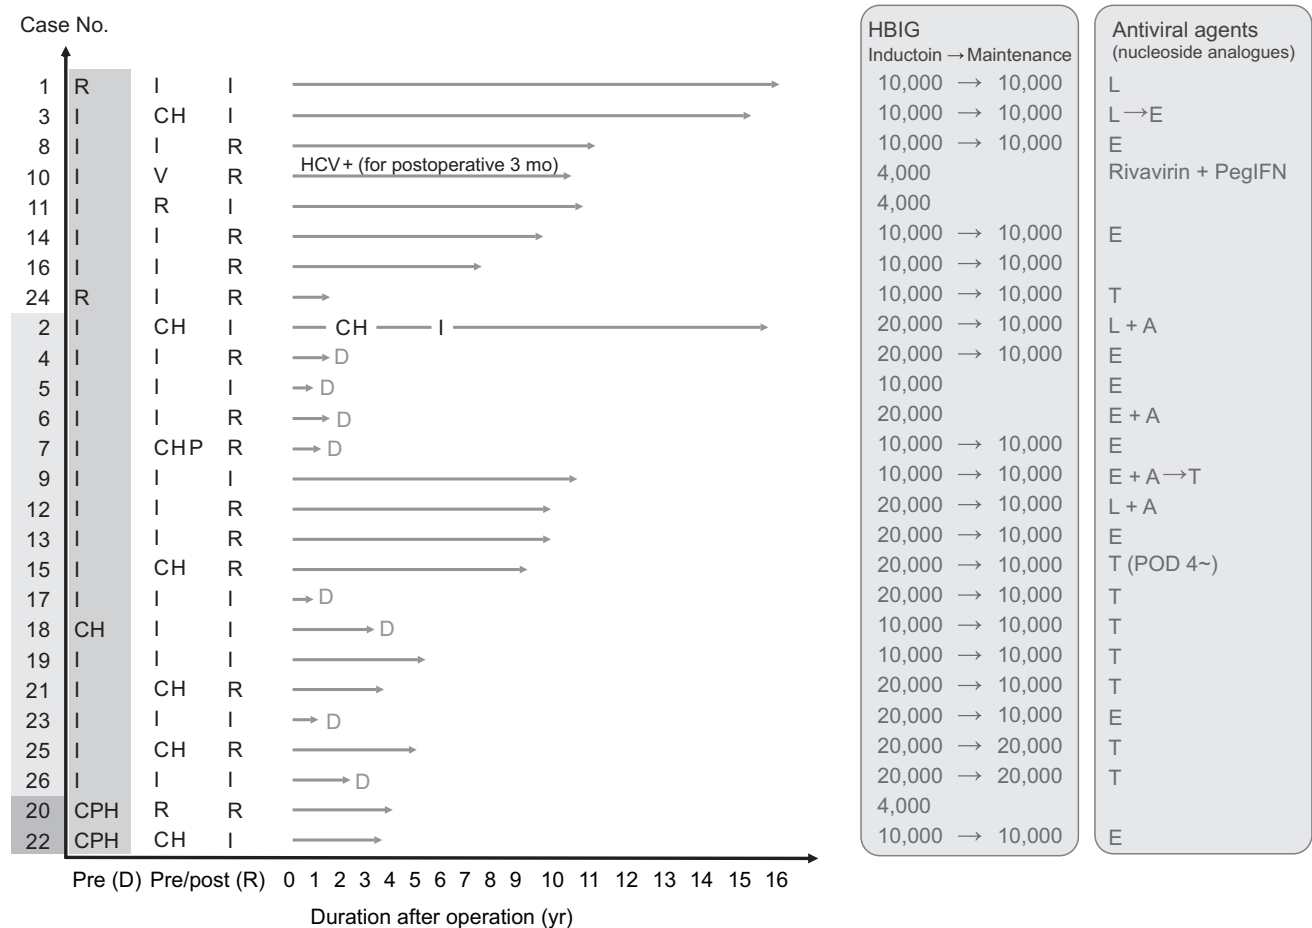 Case No.
HBIG
Inductoin → Maintenance
Antiviral agents
(nucleoside analogues)
1 R I I 10,000 → 10,000 L
3 I CH I 10,000 → 10,000 L→E
8 I I R 10,000 → 10,000 E
HCV+ (for postoperative 3 mo)
10 I V R 4,000 Rivavirin + PegIFN
11 I R I 4,000
14 I I R 10,000 → 10,000 E
16 I I R 10,000 → 10,000
24 R I R 10,000 → 10,000 T
2 I CH I CH I 20,000 → 10,000 L + A
4 I I R D 20,000 → 10,000 E
5 I I I D 10,000 E
6 I I R D 20,000 E + A
7 I CHP R D 10,000 → 10,000 E
9 I I I 10,000 → 10,000 E + A→T
12 I I R 20,000 → 10,000 L + A
13 I I R 20,000 → 10,000 E
15 I CH R 20,000 → 10,000 T (POD 4~)
17 I I I D 20,000 → 10,000 T
18 CH I I D 10,000 → 10,000 T
19 I I I 10,000 → 10,000 T
21 I CH R 20,000 → 10,000 T
23 I I I D 20,000 → 10,000 E
25 I CH R 20,000 → 20,000 T
26 I I I D 20,000 → 20,000 T
20 CPH R R 4,000
22 CPH CH I 10,000 → 10,000 E
Pre (D) Pre/post (R) 0 1 2 3 4 5 6 7 8 9 10 11 12 13 14 15 16
Duration after operation (yr)